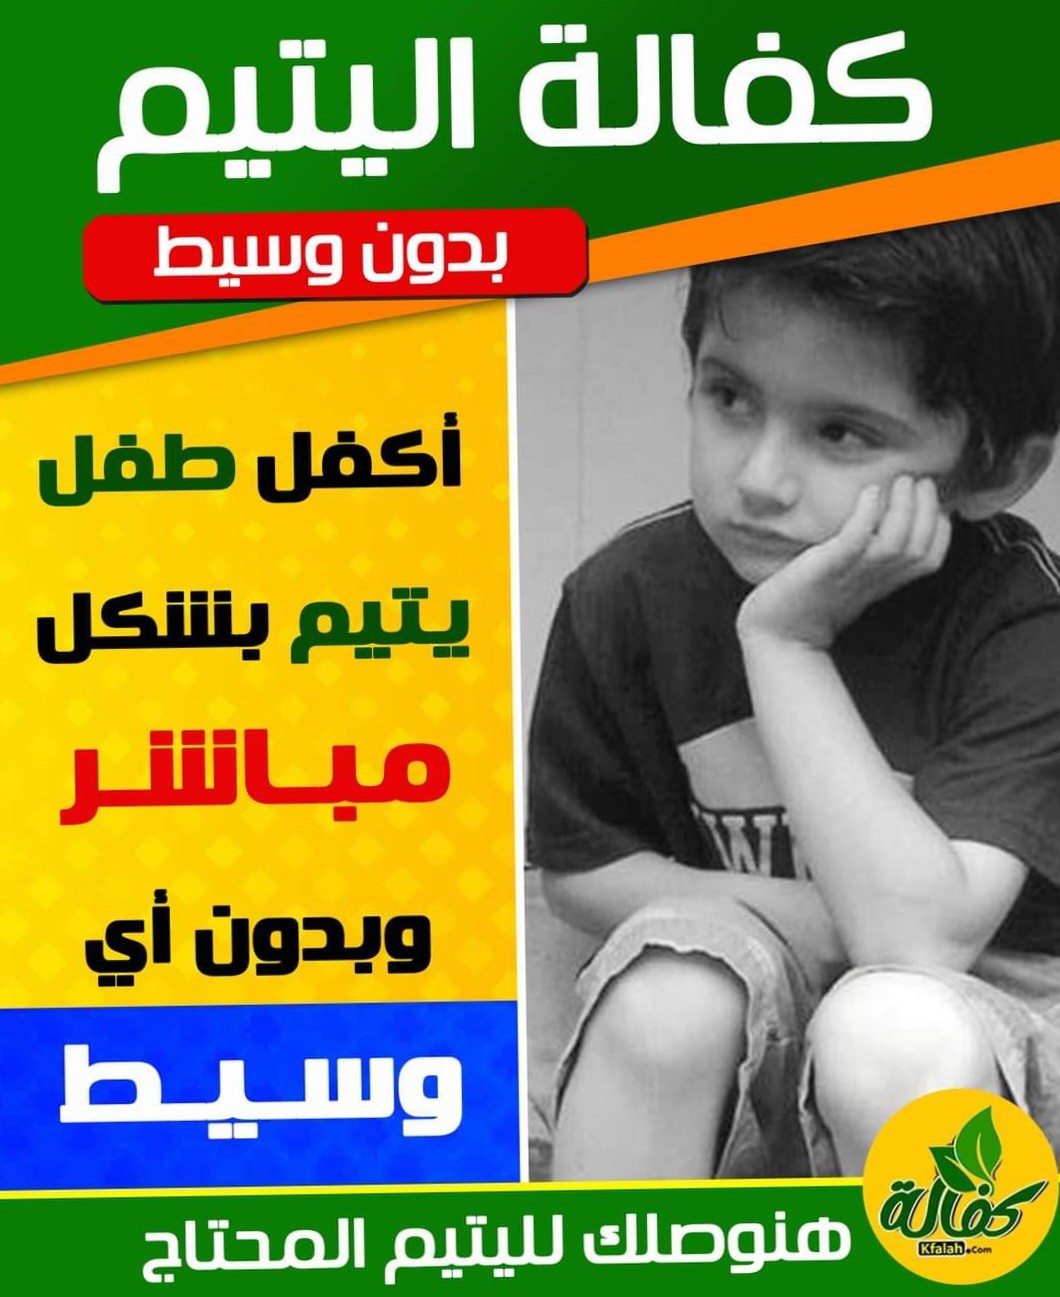 كفالة اليتيم
بدون وسيط
أكفل طفل
يتيم بشكل
مباشر
وبدون أي
وسيط
هنوصلك لليتيم المحتاج
كفالة
Kfalah.Com